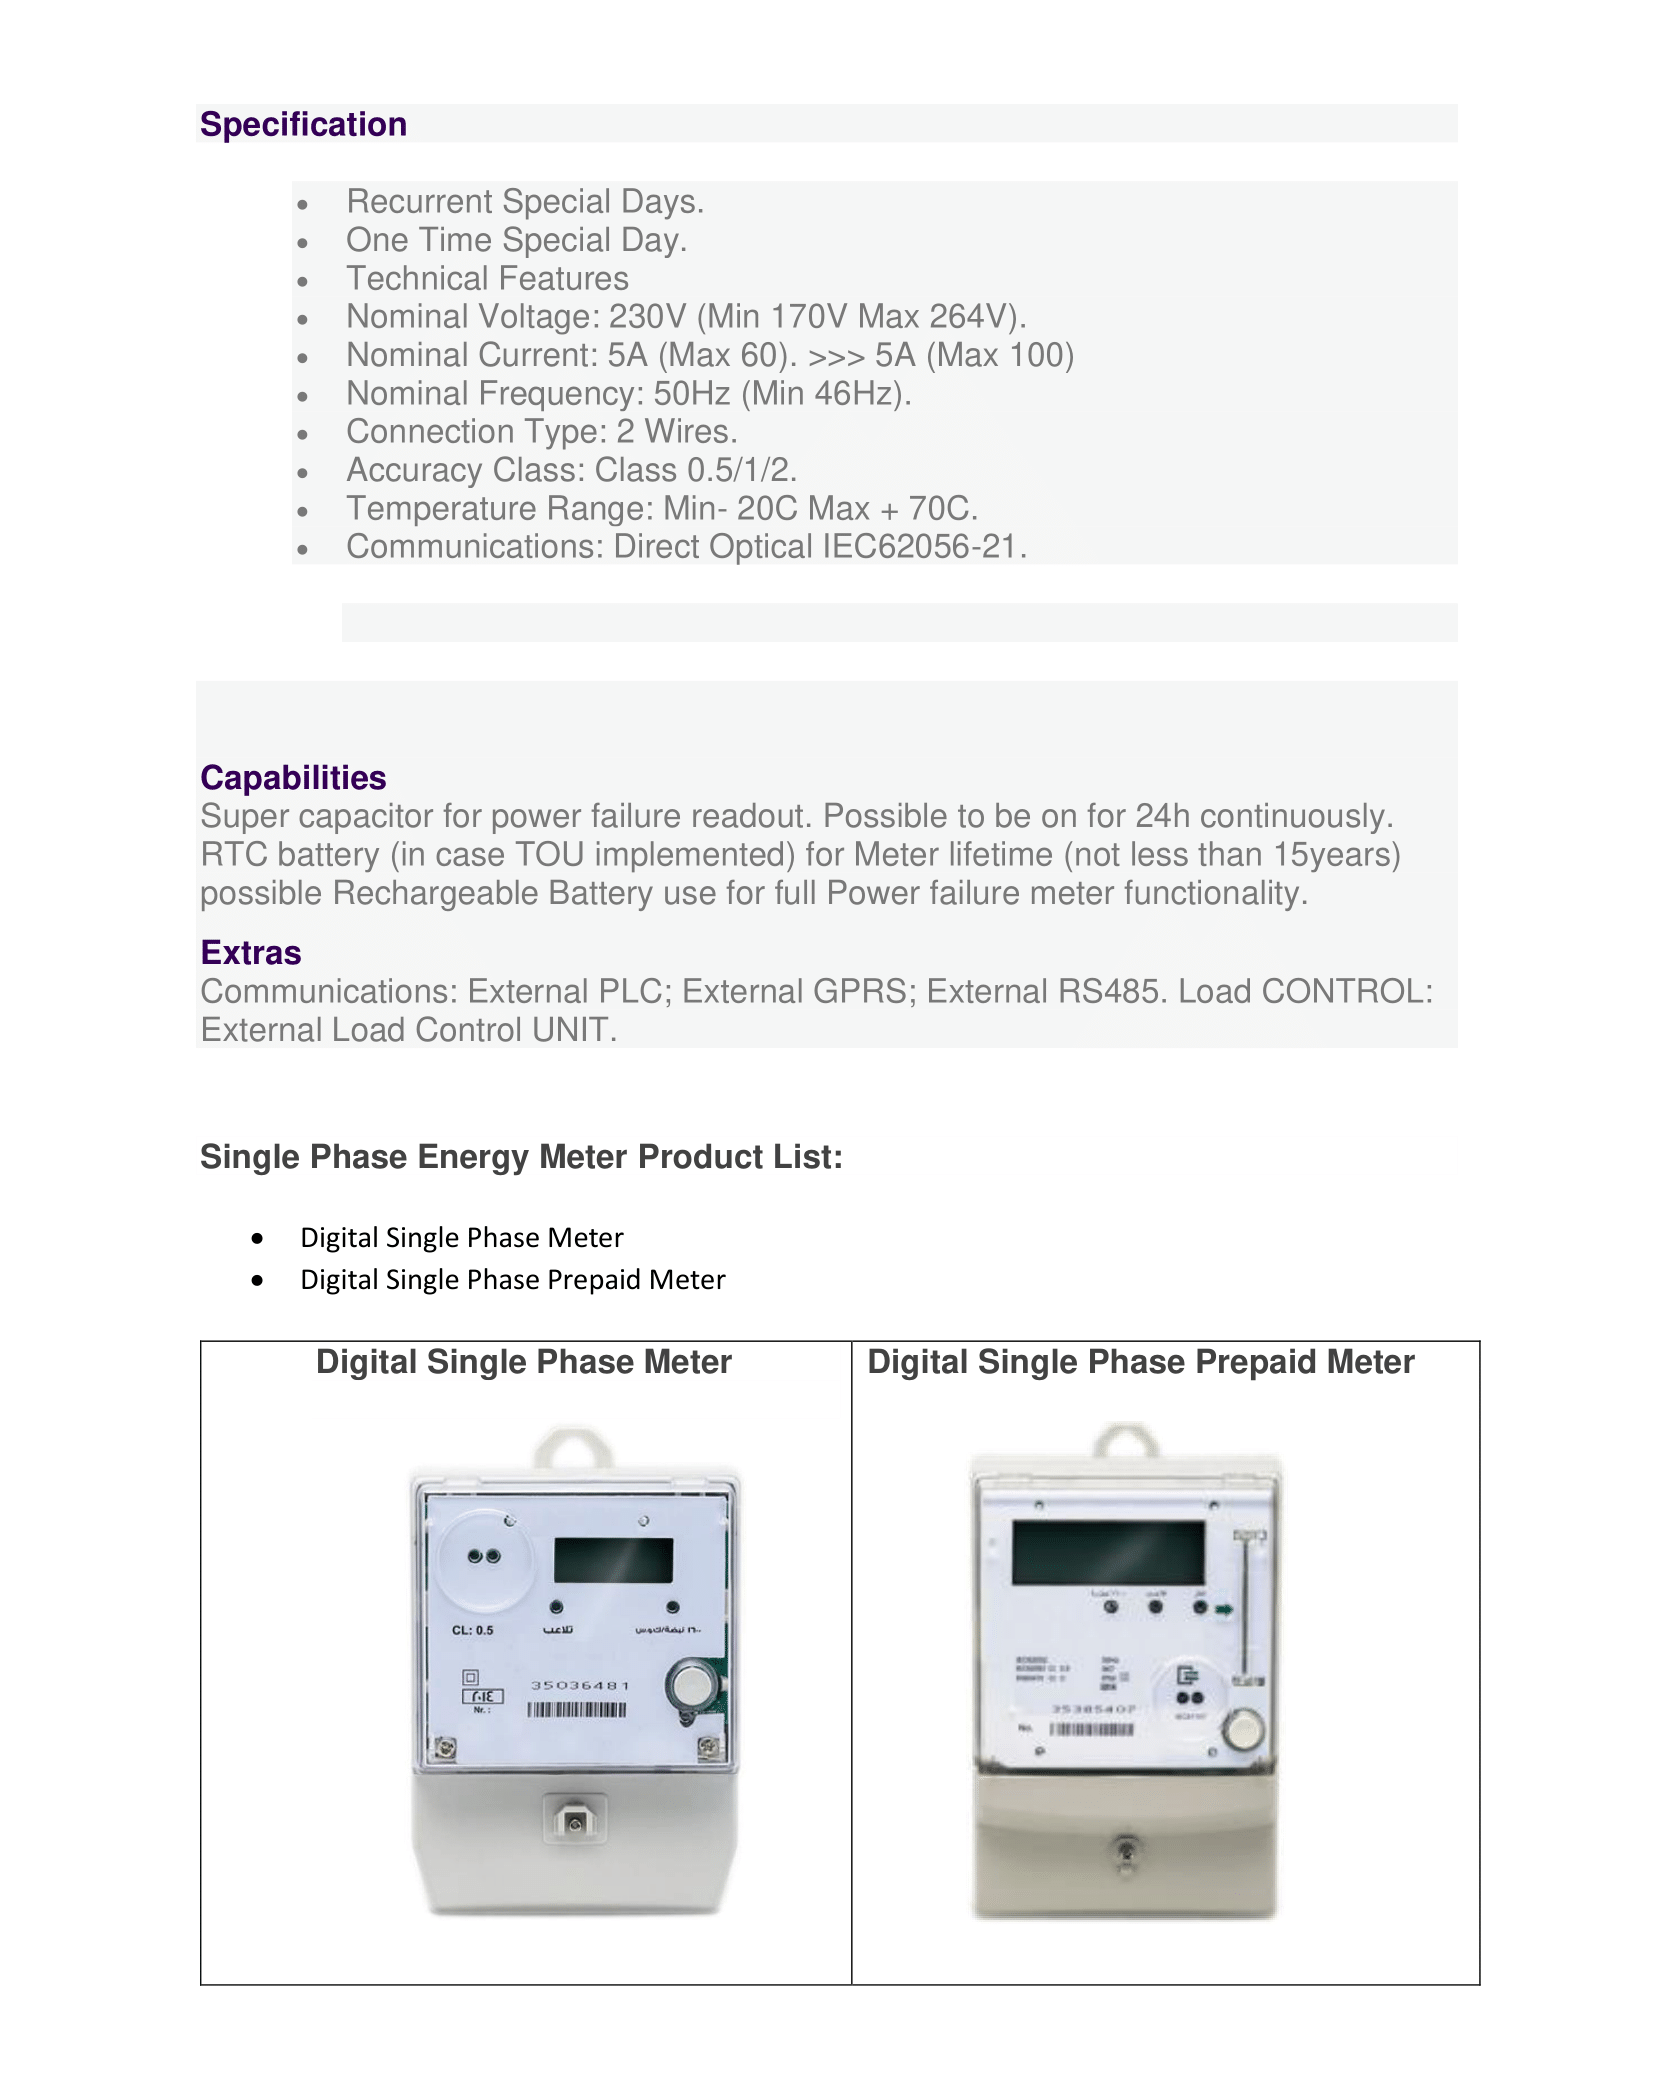 Specification
• Recurrent Special Days.
• One Time Special Day.
• Technical Features
• Nominal Voltage: 230V (Min 170V Max 264V).
• Nominal Current: 5A (Max 60). >>> 5A (Max 100)
• Nominal Frequency: 50Hz (Min 46Hz).
• Connection Type: 2 Wires.
• Accuracy Class: Class 0.5/1/2.
• Temperature Range: Min- 20C Max + 70C.
• Communications: Direct Optical IEC62056-21.
Capabilities
Super capacitor for power failure readout. Possible to be on for 24h continuously.
RTC battery (in case TOU implemented) for Meter lifetime (not less than 15years)
possible Rechargeable Battery use for full Power failure meter functionality.
Extras
Communications: External PLC; External GPRS; External RS485. Load CONTROL:
External Load Control UNIT.
Single Phase Energy Meter Product List:
• Digital Single Phase Meter
• Digital Single Phase Prepaid Meter
Digital Single Phase Meter
CL: 0.5
تلاعب
١٦٠٠ نبضة/ك.و.س
٢٠١٤
35036481
Nr. :
Digital Single Phase Prepaid Meter
35385407
No.